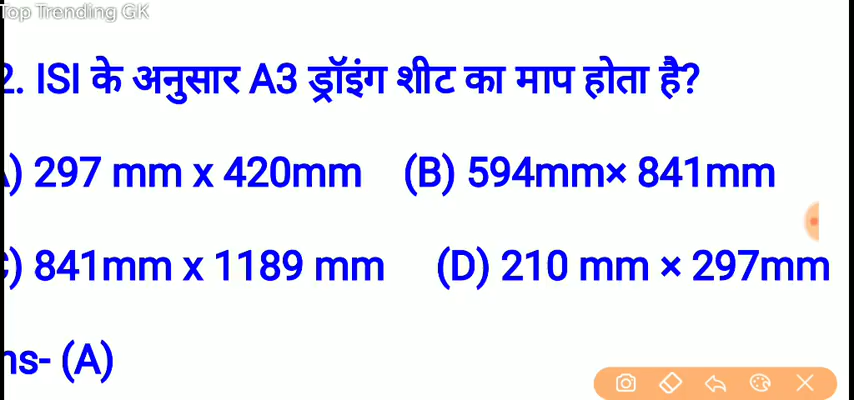 Top Trending GK
2. ISI के अनुसार A3 ड्रॉइंग शीट का माप होता है?
) 297 mm x 420mm (B) 594mm× 841mm
) 841mm x 1189 mm (D) 210 mm × 297mm
ns- (A)